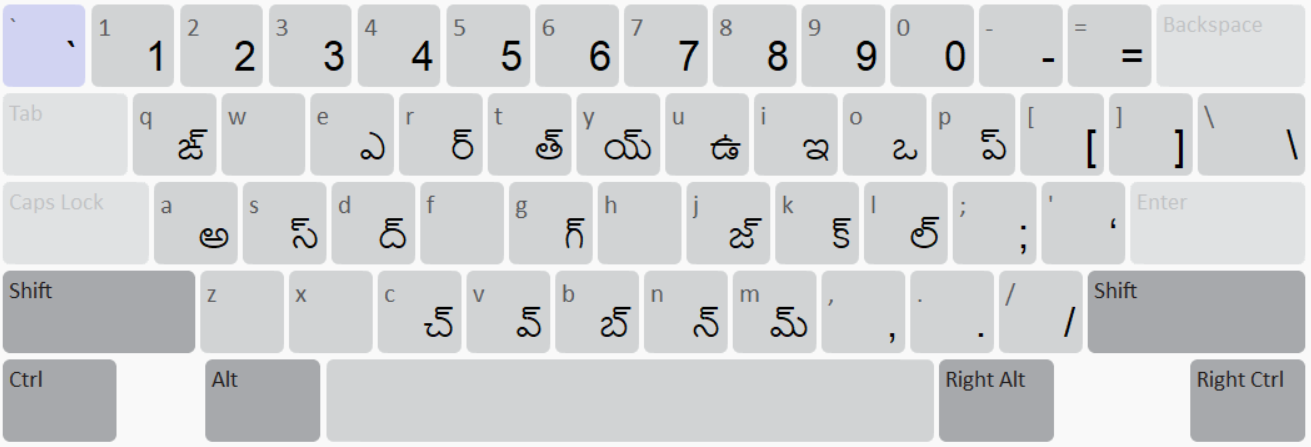 ` ` 1 1 2 2 3 3 4 4 5 5 6 6 7 7 8 8 9 9 0 0 - - = = Backspace
Tab q ఙ్ w e ఎ r ర్ t త్ y య్ u ఉ i ఇ o ఒ p ప్ [ [ ] ] \ \
Caps Lock a అ s స్ d ద్ f g గ్ h j జ్ k క్ l ల్ ; ; ' ‘ Enter
Shift z x c చ్ v వ్ b బ్ n న్ m మ్ , , . . / / Shift
Ctrl Alt Right Alt Right Ctrl